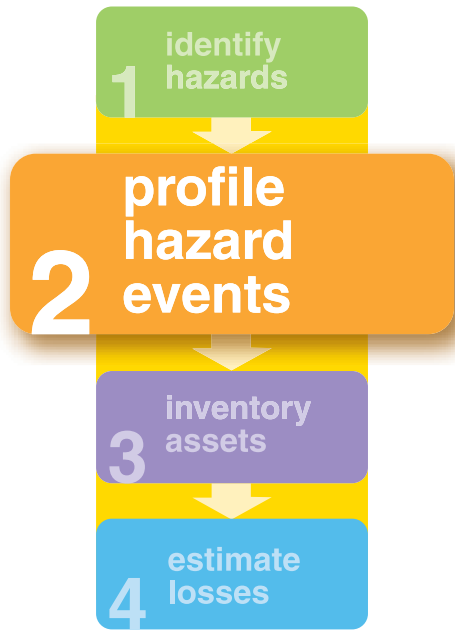 identify
hazards
1
profile
hazard
events
2
inventory
assets
3
estimate
losses
4